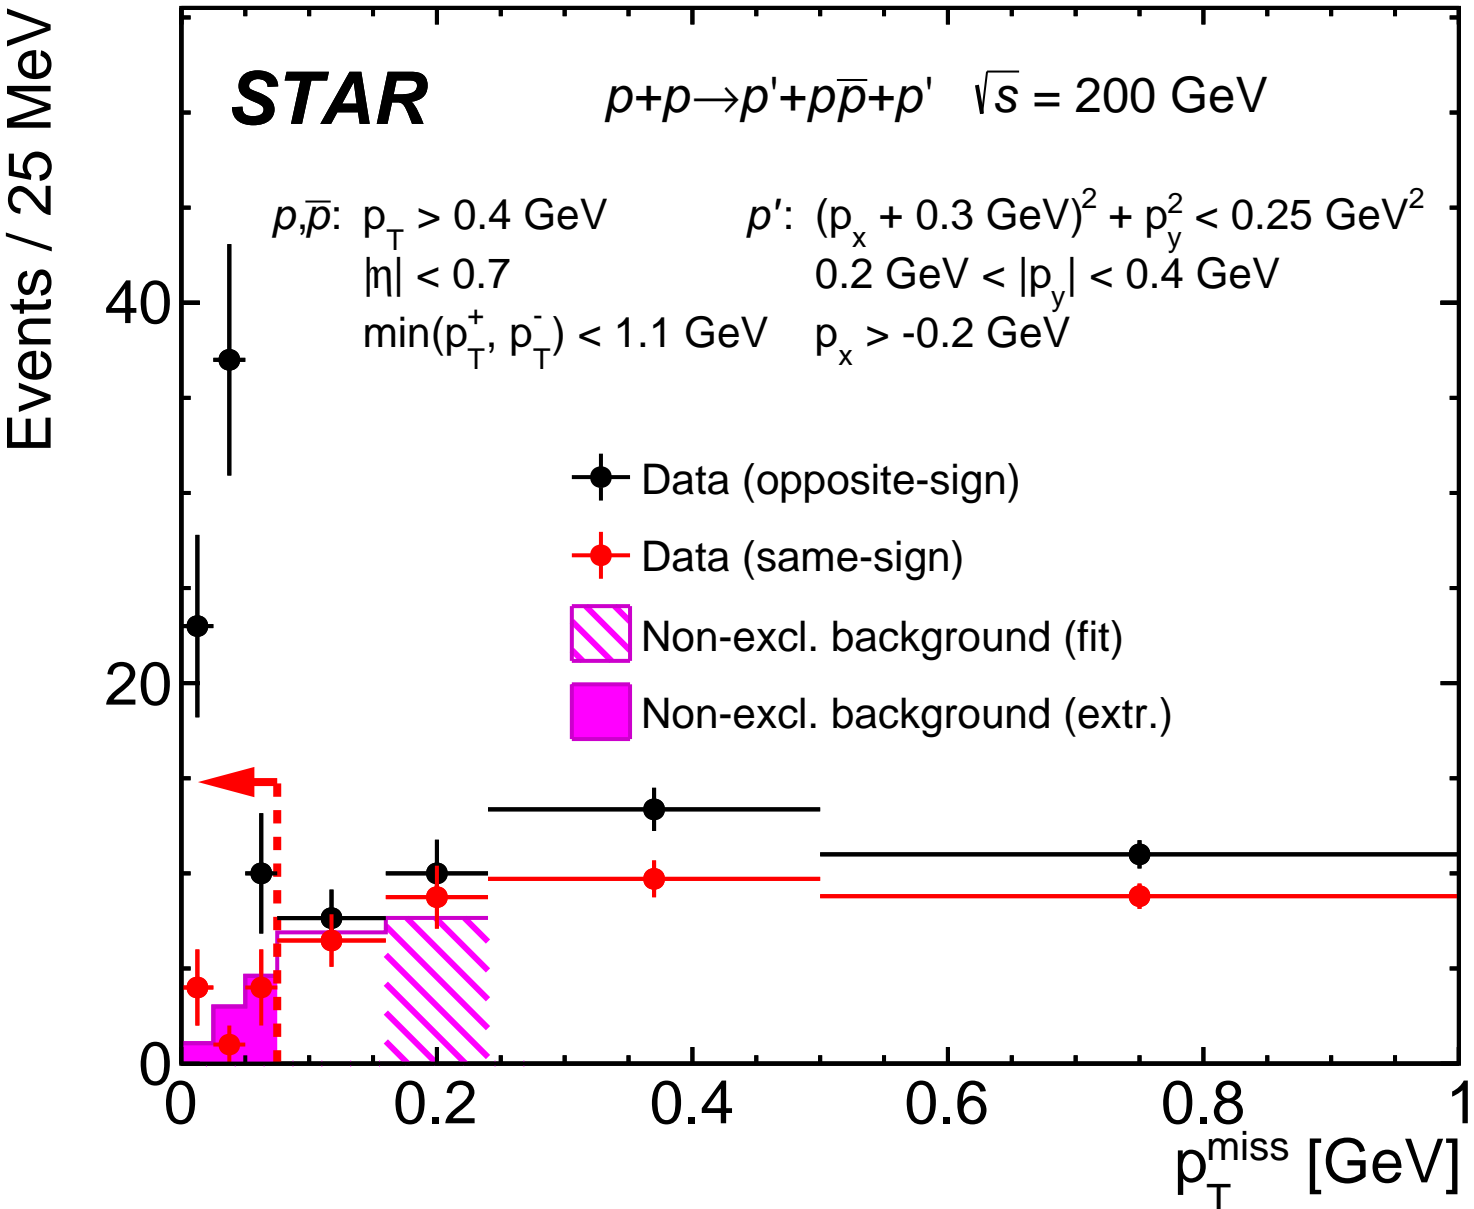 Events / 25 MeV
STAR
p+p→p'+pp̅+p' √s = 200 GeV
p,p̅: p_T > 0.4 GeV
|η| < 0.7
min(p_T^+, p_T^-) < 1.1 GeV
p': (p_x + 0.3 GeV)^2 + p_y^2 < 0.25 GeV^2
0.2 GeV < |p_y| < 0.4 GeV
p_x > -0.2 GeV
40
20
0
Data (opposite-sign)
Data (same-sign)
Non-excl. background (fit)
Non-excl. background (extr.)
0 0.2 0.4 0.6 0.8 1
p_T^miss [GeV]